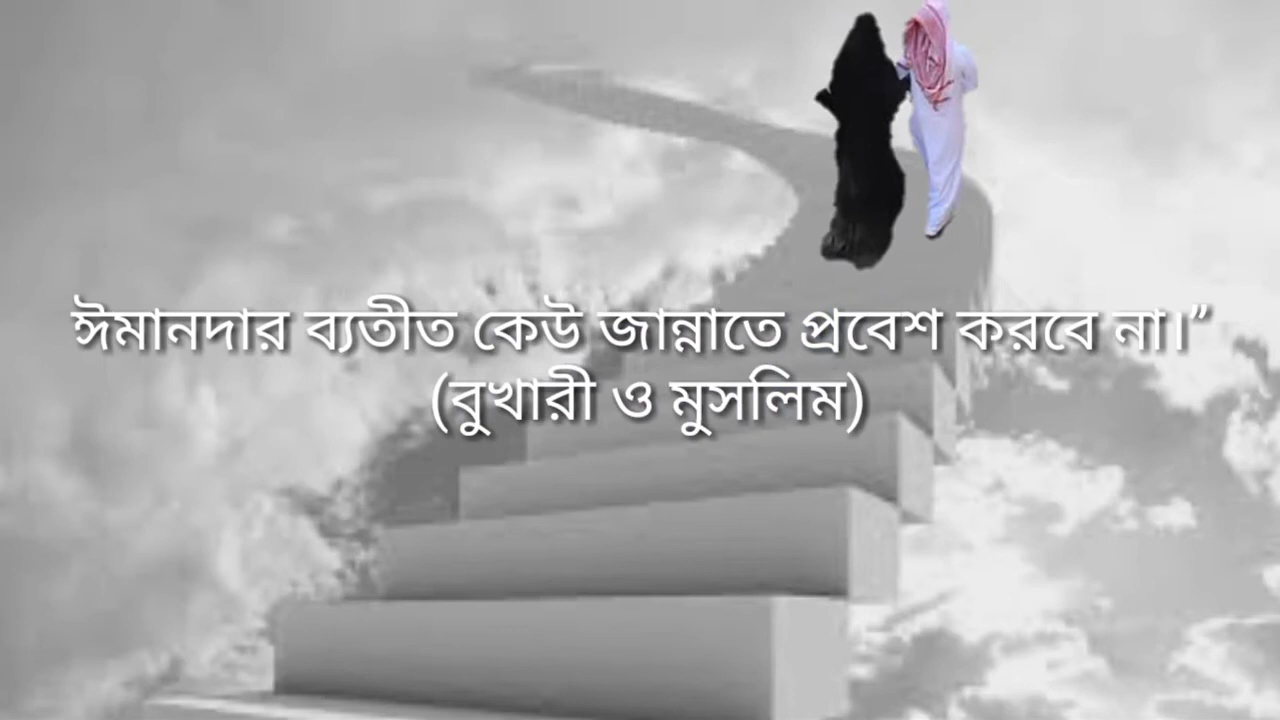 ঈমানদার ব্যতীত কেউ জান্নাতে প্রবেশ করবে না।”
(বুখারী ও মুসলিম)